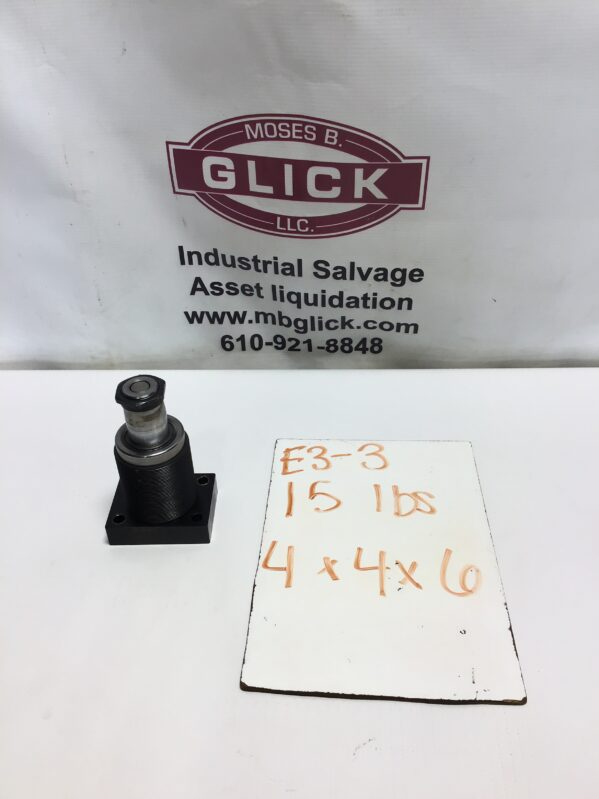 MOSES B.
GLICK
LLC.
Industrial Salvage
Asset liquidation
www.mbglick.com
610-921-8848
E3-3
15 lbs
4 x 4 x 6